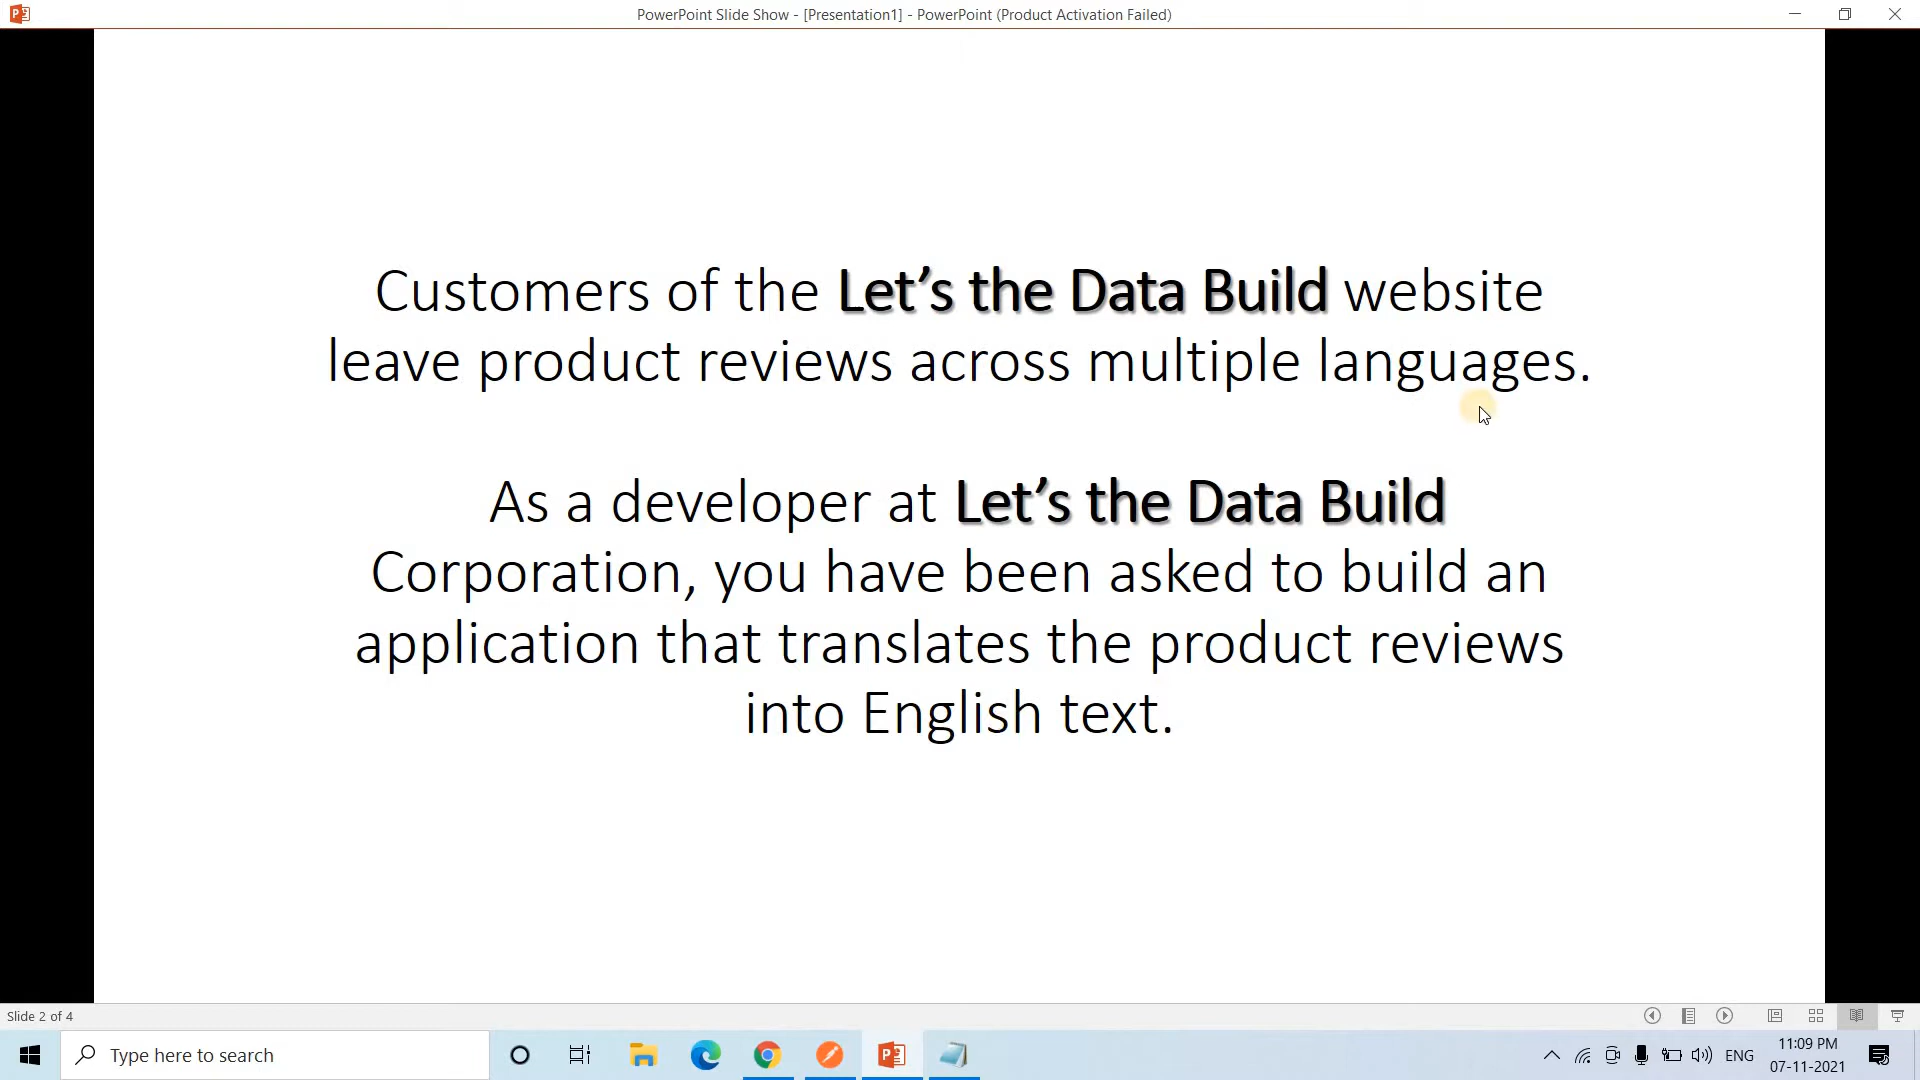 PowerPoint Slide Show - [Presentation1] - PowerPoint (Product Activation Failed)
Customers of the Let’s the Data Build website
leave product reviews across multiple languages.
As a developer at Let’s the Data Build
Corporation, you have been asked to build an
application that translates the product reviews
into English text.
Slide 2 of 4
Type here to search
ENG
11:09 PM
07-11-2021